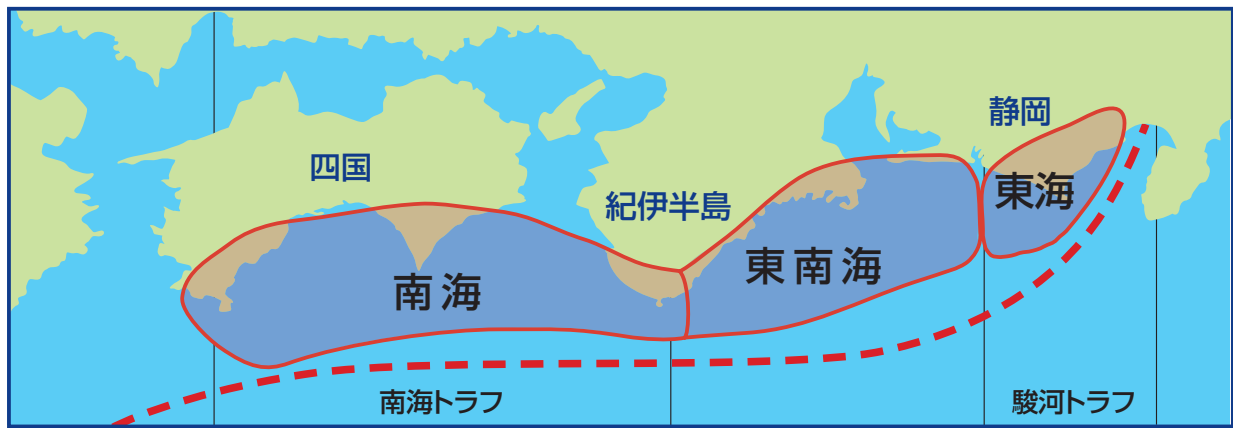 静岡
四国
東海
紀伊半島
東南海
南海
南海トラフ
駿河トラフ